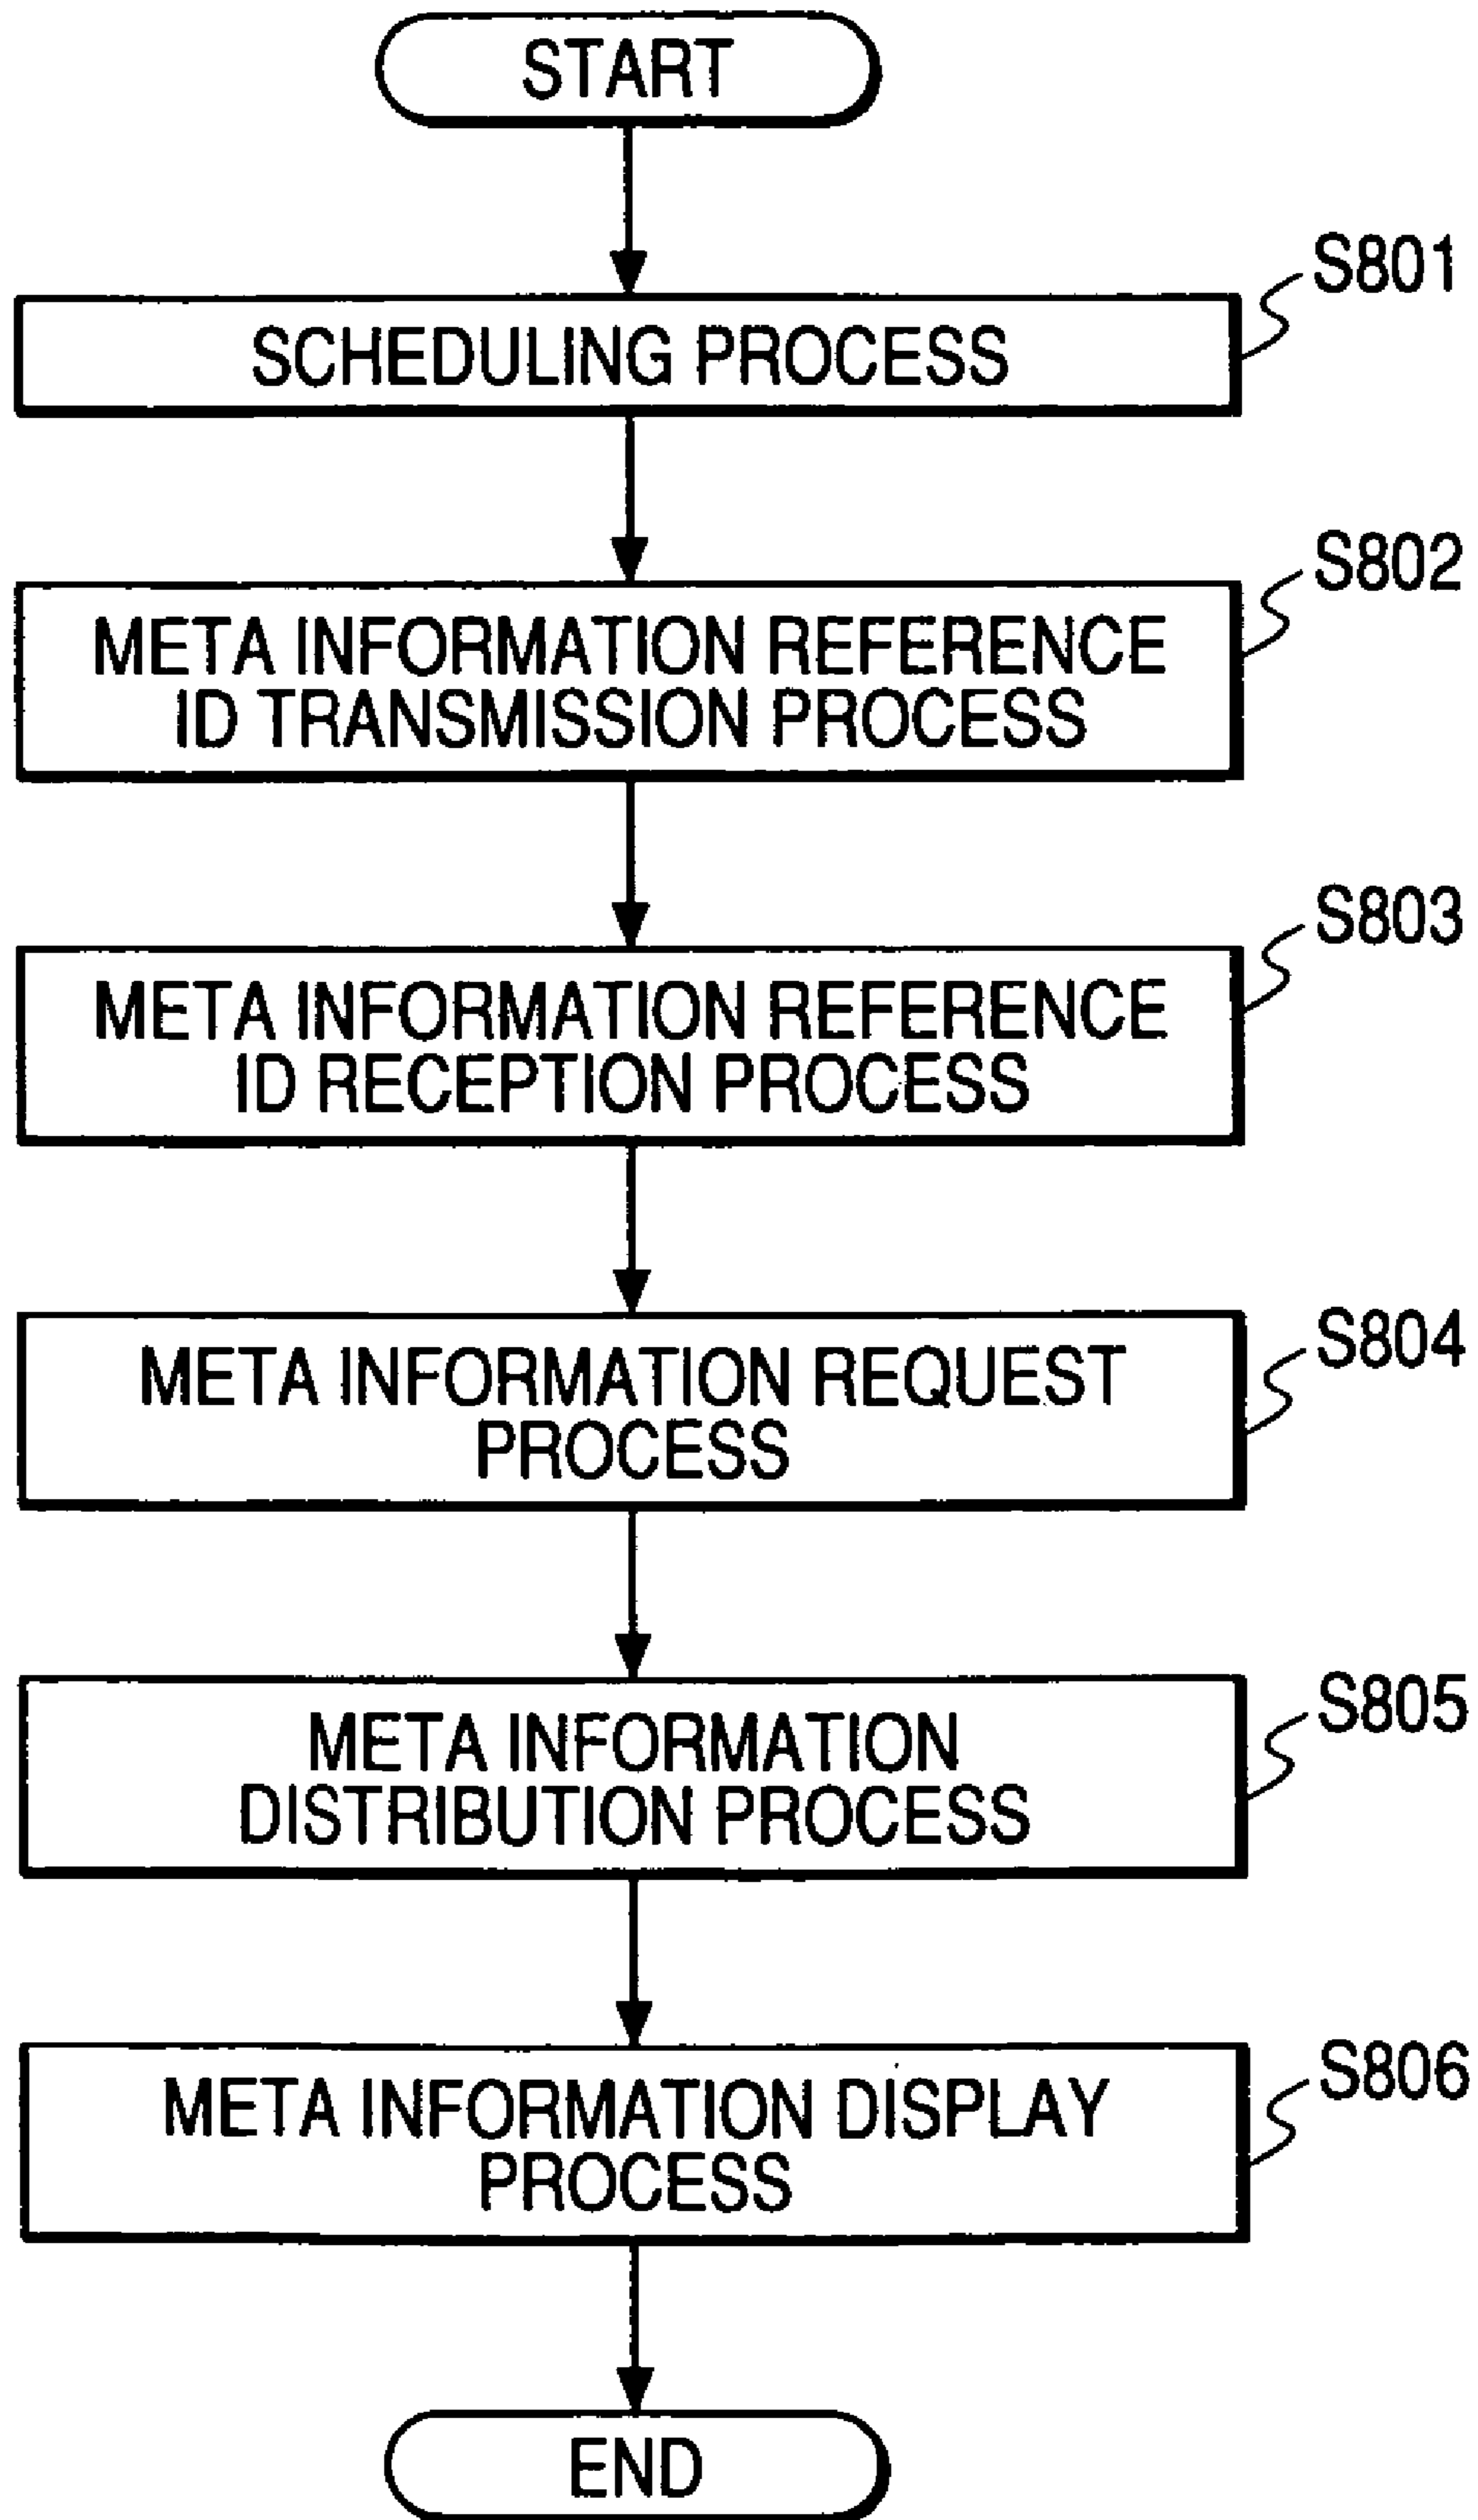 START
S801
SCHEDULING PROCESS
S802
META INFORMATION REFERENCE
ID TRANSMISSION PROCESS
S803
META INFORMATION REFERENCE
ID RECEPTION PROCESS
S804
META INFORMATION REQUEST
PROCESS
S805
META INFORMATION
DISTRIBUTION PROCESS
S806
META INFORMATION DISPLAY
PROCESS
END